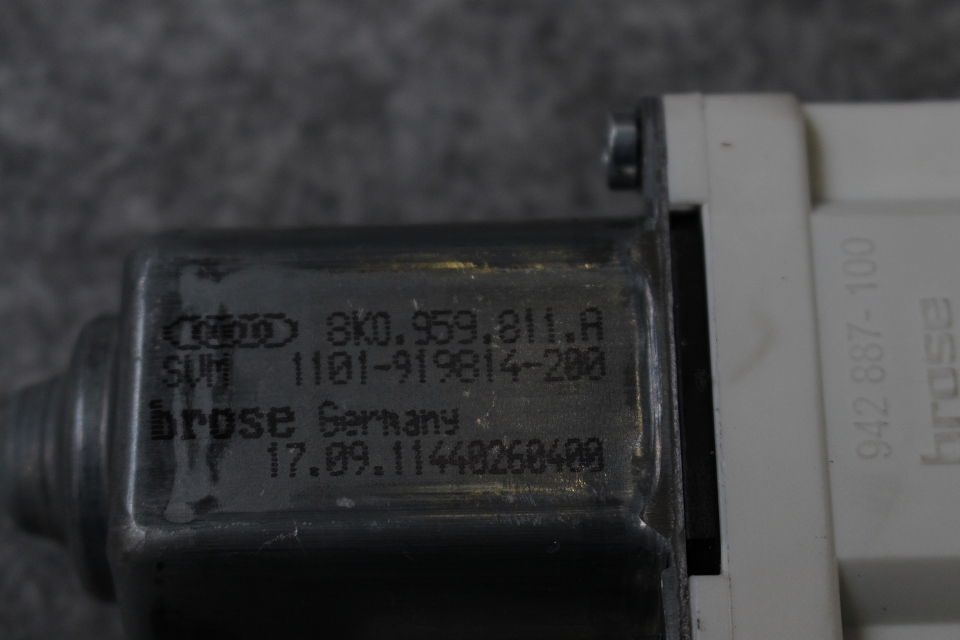 8K0.959.811.A
SVM 1101-919814-200
brose Germany
17.09.11440260400
942 887-100
brose